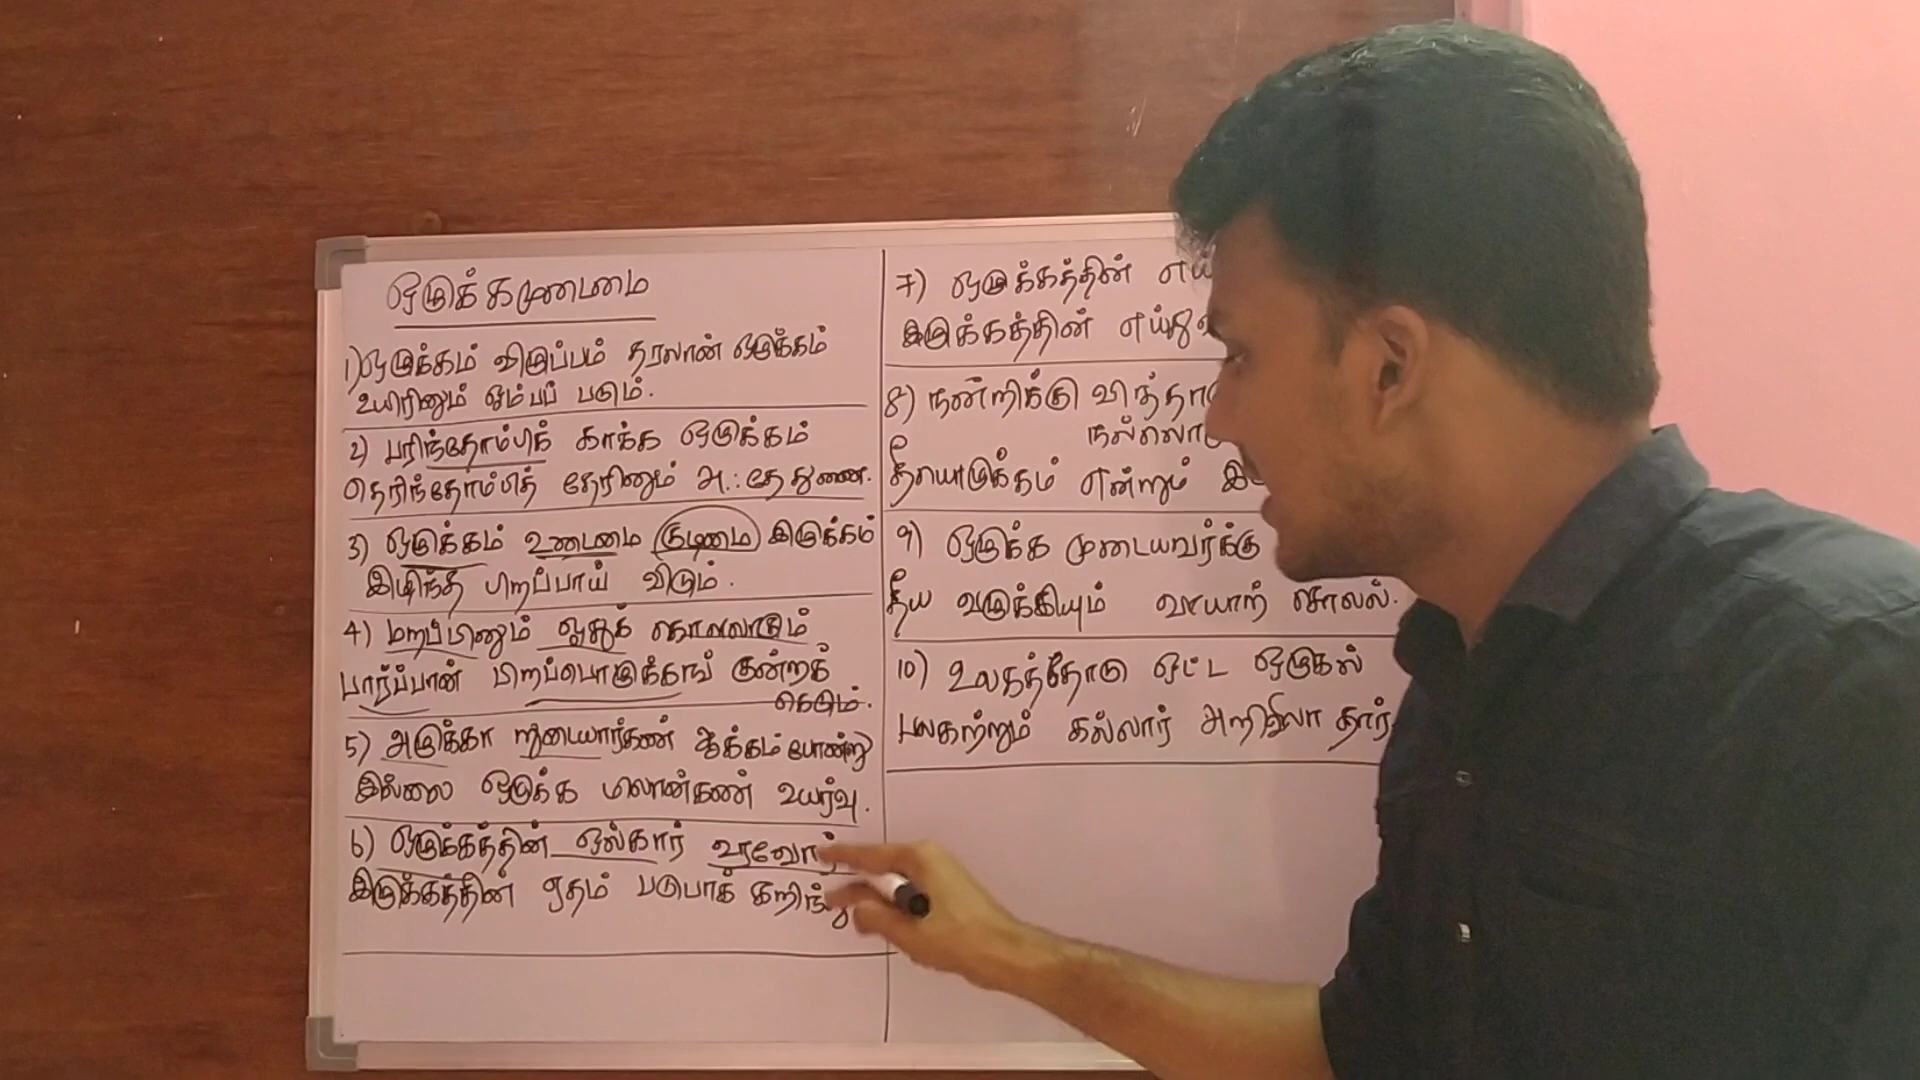 ஒழுக்கமுடைமை
1) ஒழுக்கம் விழுப்பம் தரலான் ஒழுக்கம்
உயிரினும் ஓம்பப் படும்.
2) பரிந்தோம்பிக் காக்க ஒழுக்கம்
தெரிந்தோம்பித் தேரினும் அ.:தே துணை.
3) ஒழுக்கம் உடைமை குடிமை இழுக்கம்
இழிந்த பிறப்பாய் விடும்.
4) மறப்பினும் ஓத்துக் கொளலாகும்
பார்ப்பான் பிறப்பொழுக்கங் குன்றக்
கெடும்.
5) அழுக்கா றுடையார்கண் ஆக்கம் போன்று
இல்லை ஒழுக்க மிலான்கண் உயர்வு.
6) ஒழுக்கத்தின் ஒல்கார் உரவோர்
இழுக்கத்தின் ஏதம் படுபாக் கறிந்து
7) ஒழுக்கத்தின்
இழுக்கத்தின்
8) நன்றிக்கு
தீயொழுக்கம் என்றும்
9) ஒழுக்க முடையவர்க்கு
தீய வழுக்கியும் வாயாற் சொலல்.
10) உலகத்தோடு ஒட்ட ஒழுகல்
பலகற்றும் கல்லார் அறிவிலா தார்.